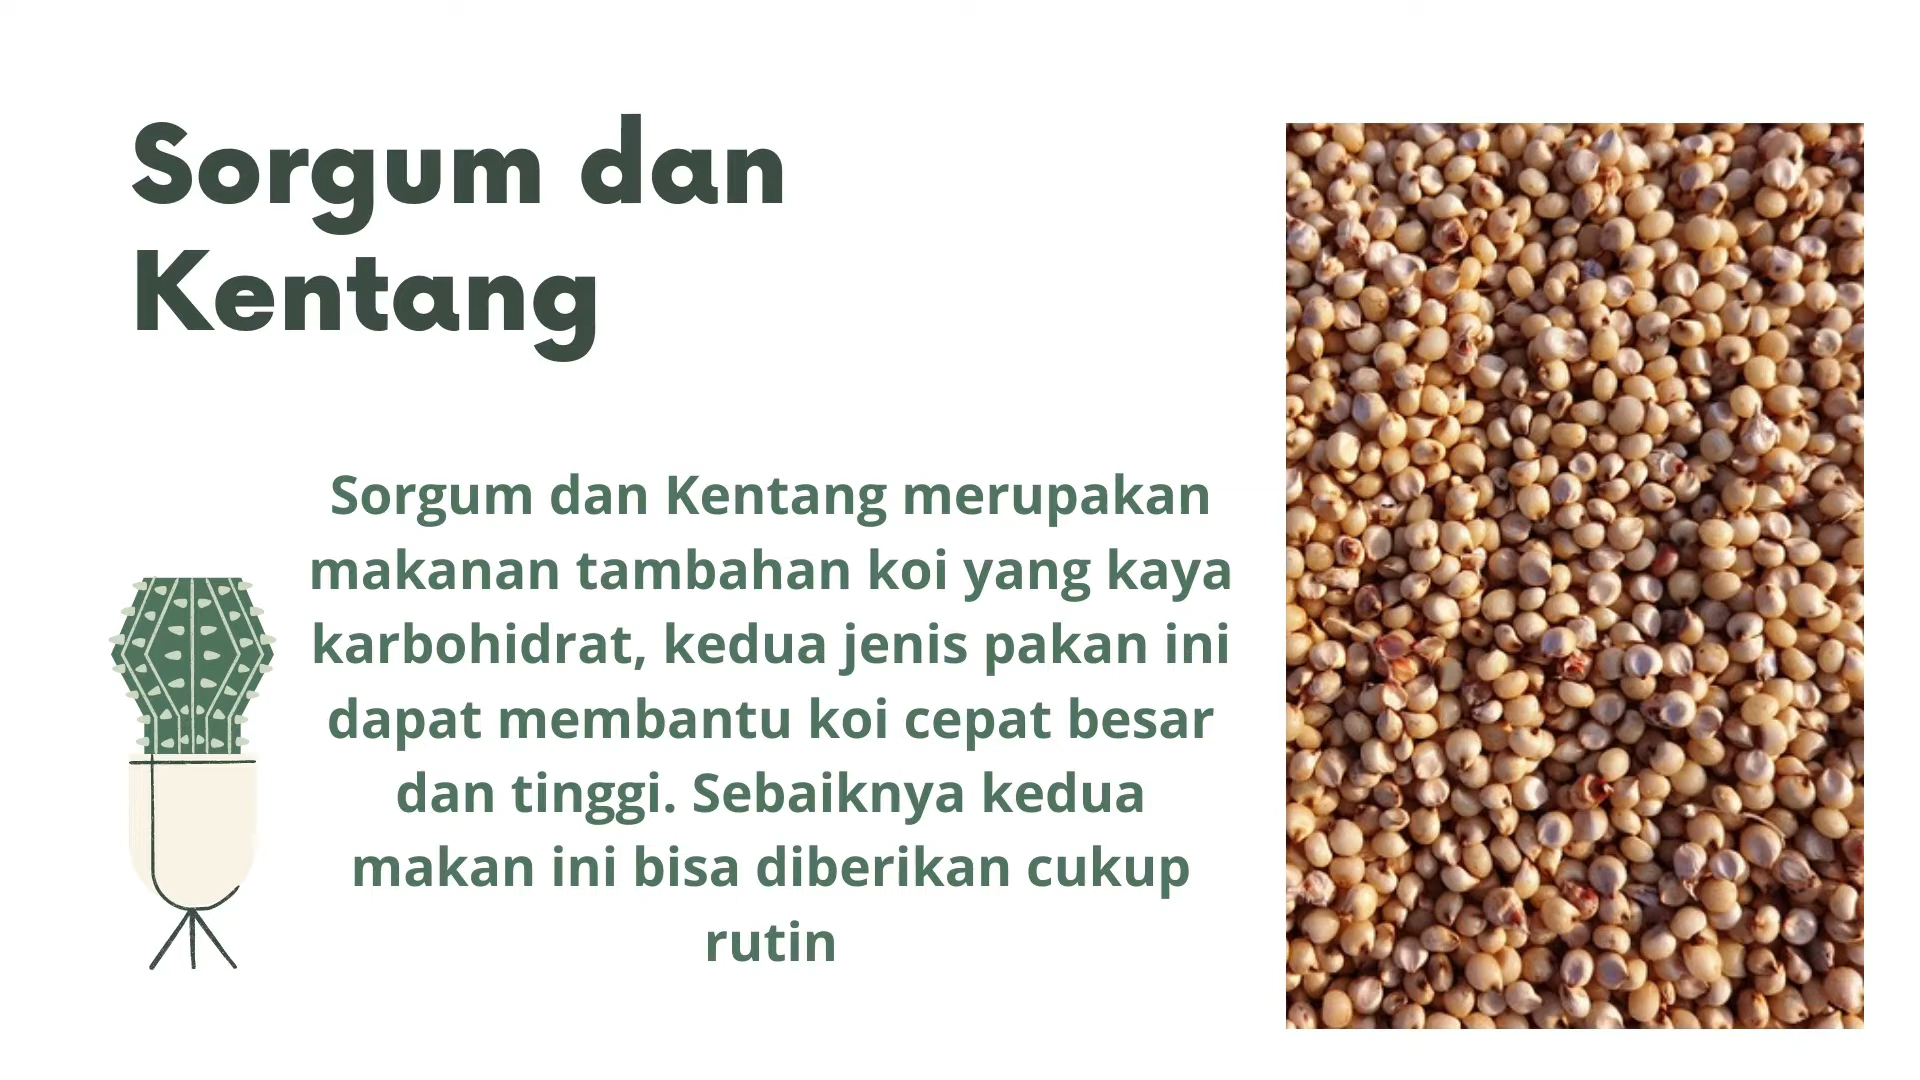 Sorgum dan
Kentang
Sorgum dan Kentang merupakan
makanan tambahan koi yang kaya
karbohidrat, kedua jenis pakan ini
dapat membantu koi cepat besar
dan tinggi. Sebaiknya kedua
makan ini bisa diberikan cukup
rutin